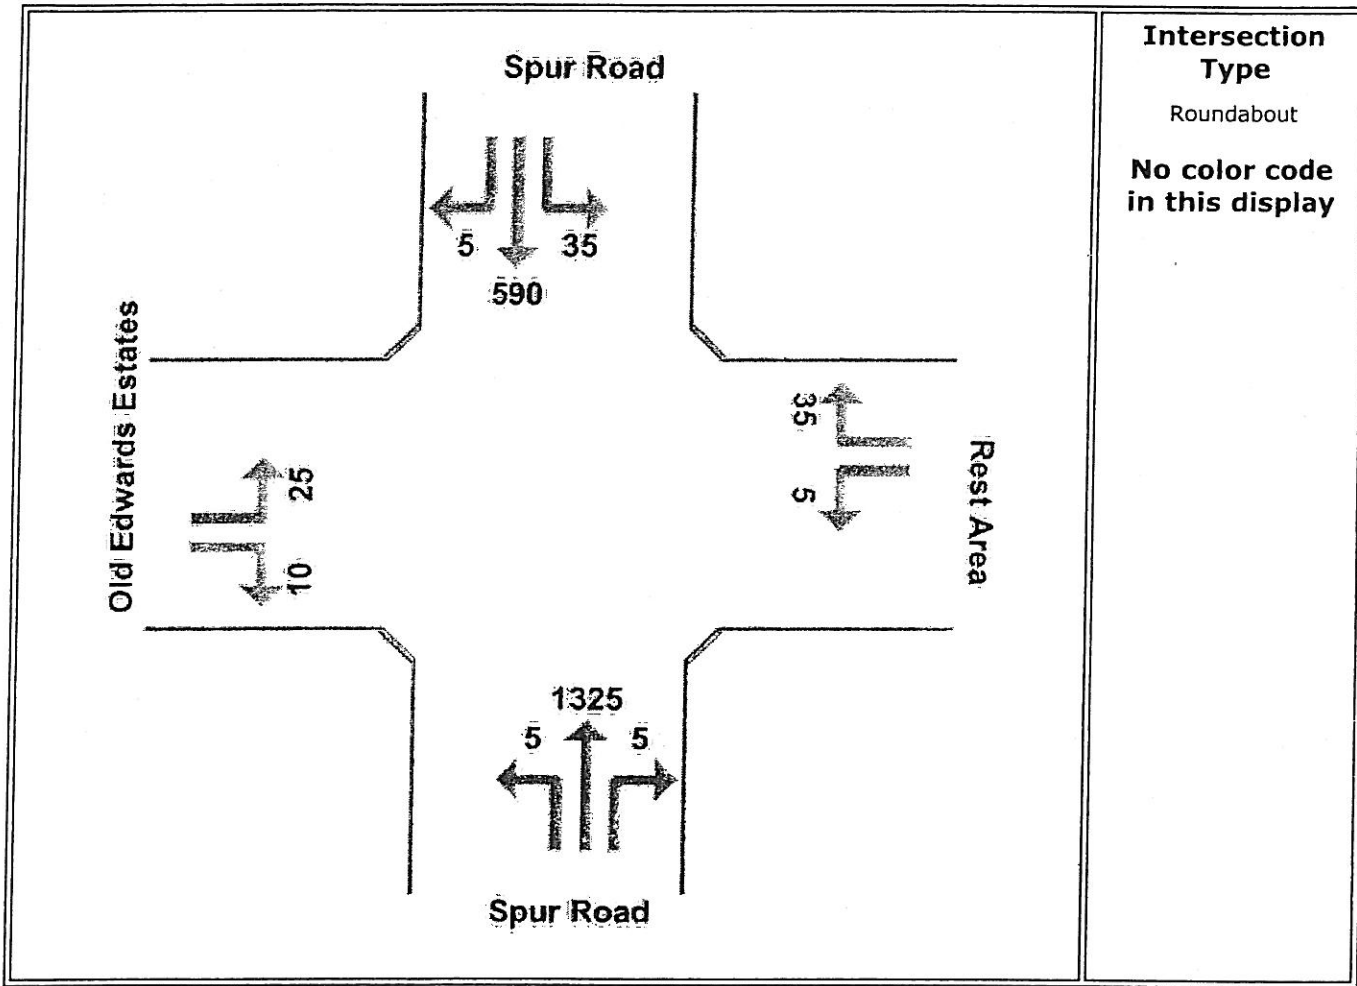 Spur Road
5
35
590
Old Edwards Estates
25
10
35
5
Rest Area
1325
5
5
Spur Road
Intersection
Type
Roundabout
No color code
in this display